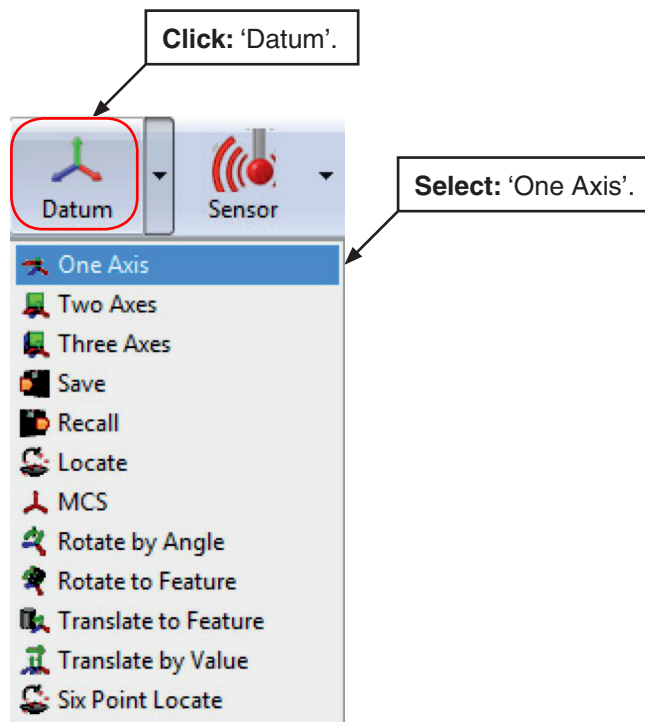 Click: ‘Datum’.
Datum
Sensor
Select: ‘One Axis’.
One Axis
Two Axes
Three Axes
Save
Recall
Locate
MCS
Rotate by Angle
Rotate to Feature
Translate to Feature
Translate by Value
Six Point Locate